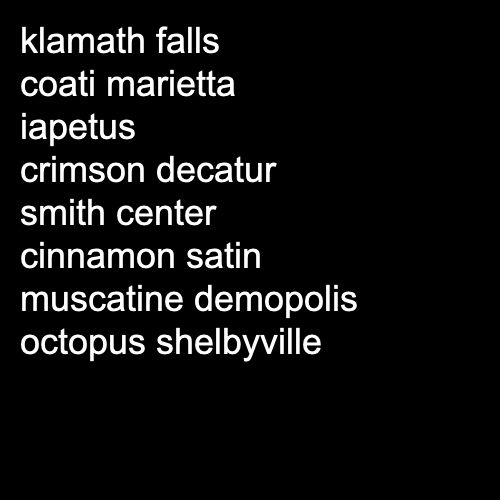 klamath falls
coati marietta
iapetus
crimson decatur
smith center
cinnamon satin
muscatine demopolis
octopus shelbyville